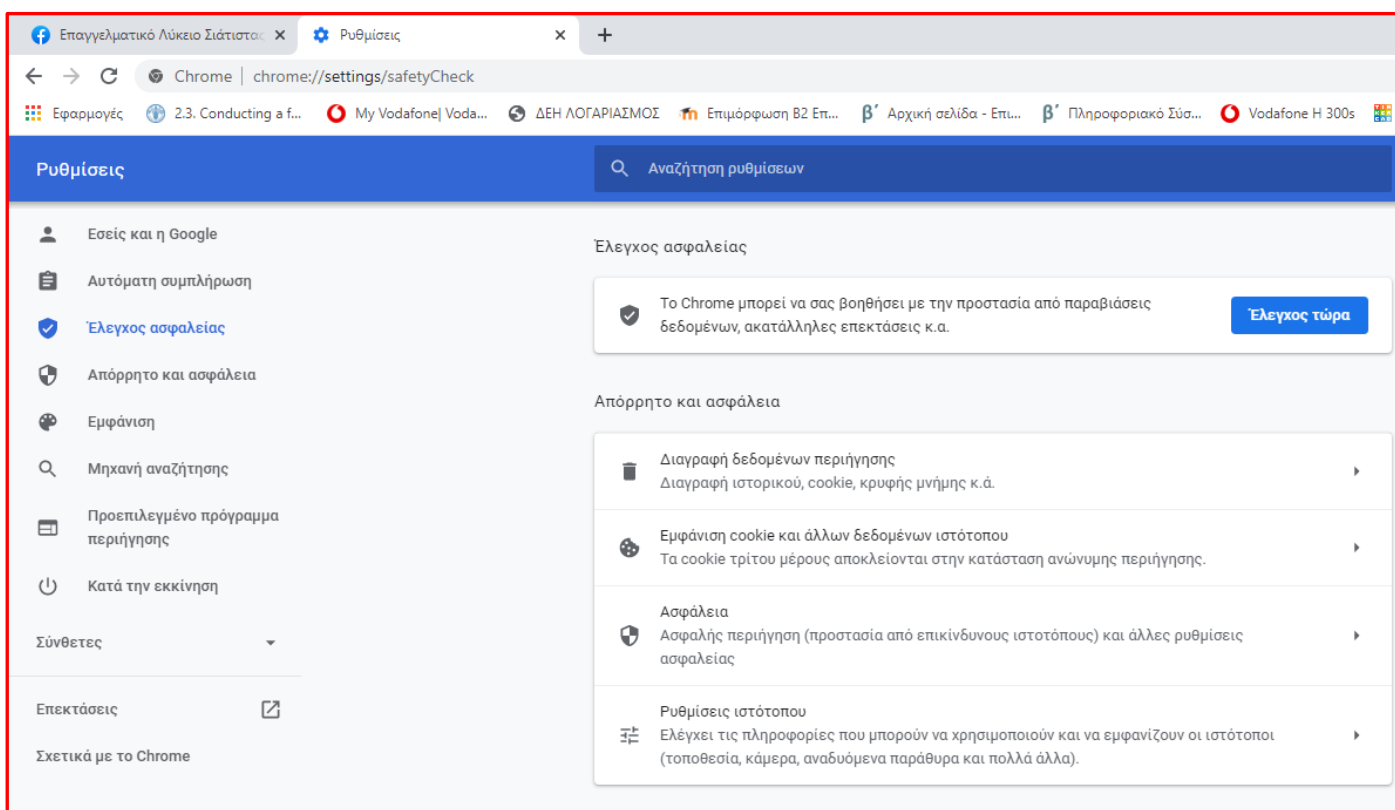 Επαγγελματικό Λύκειο Σιάτιστας
Ρυθμίσεις
Chrome | chrome://settings/safetyCheck
Εφαρμογές 2.3. Conducting a f... My Vodafone| Voda... ΔΕΗ ΛΟΓΑΡΙΑΣΜΟΣ Επιμόρφωση Β2 Επ... β΄ Αρχική σελίδα - Επι... β΄ Πληροφοριακό Σύσ... Vodafone H 300s
Ρυθμίσεις
Αναζήτηση ρυθμίσεων
Εσείς και η Google
Αυτόματη συμπλήρωση
Έλεγχος ασφαλείας
Απόρρητο και ασφάλεια
Εμφάνιση
Μηχανή αναζήτησης
Προεπιλεγμένο πρόγραμμα
περιήγησης
Κατά την εκκίνηση
Σύνθετες
Επεκτάσεις
Σχετικά με το Chrome
Έλεγχος ασφαλείας
Το Chrome μπορεί να σας βοηθήσει με την προστασία από παραβιάσεις
δεδομένων, ακατάλληλες επεκτάσεις κ.α.
Έλεγχος τώρα
Απόρρητο και ασφάλεια
Διαγραφή δεδομένων περιήγησης
Διαγραφή ιστορικού, cookie, κρυφής μνήμης κ.ά.
Εμφάνιση cookie και άλλων δεδομένων ιστότοπου
Τα cookie τρίτου μέρους αποκλείονται στην κατάσταση ανώνυμης περιήγησης.
Ασφάλεια
Ασφαλής περιήγηση (προστασία από επικίνδυνους ιστοτόπους) και άλλες ρυθμίσεις
ασφαλείας
Ρυθμίσεις ιστότοπου
Ελέγχει τις πληροφορίες που μπορούν να χρησιμοποιούν και να εμφανίζουν οι ιστότοποι
(τοποθεσία, κάμερα, αναδυόμενα παράθυρα και πολλά άλλα).